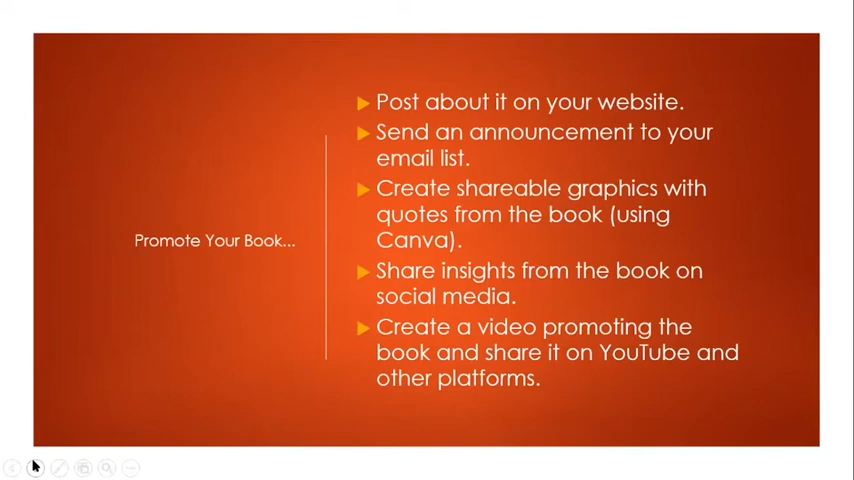 Promote Your Book...
Post about it on your website.
Send an announcement to your
email list.
Create shareable graphics with
quotes from the book (using
Canva).
Share insights from the book on
social media.
Create a video promoting the
book and share it on YouTube and
other platforms.